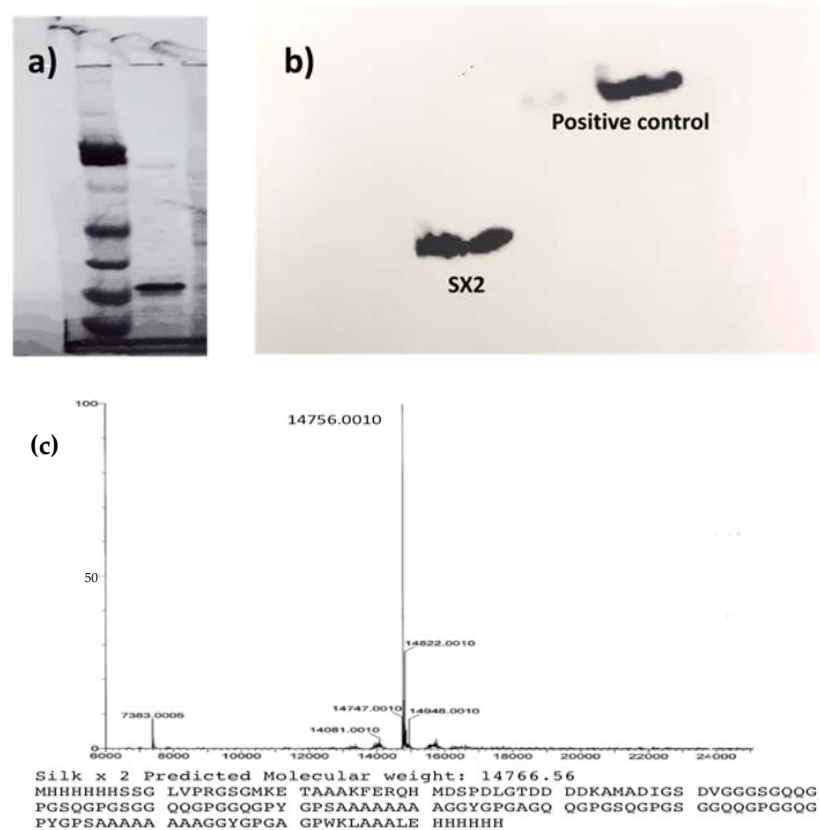 a)
b)
Positive control
SX2
(c)
100
14756.0010
50
14822.0010
7383.0005
14747.0010
14948.0010
14081.0010
0
6000 8000 10000 12000 14000 16000 18000 20000 22000 24000
Silk x 2 Predicted Molecular weight: 14766.56
MHHHHHHSSG LVPRGSGMKE TAAAKFERQH MDSPDLGTDD DDKAMADIGS DVGGGSGQQG
PGSQGPGSGG QQGPGGQGPY GPSAAAAAAA AGGYGPGAGQ QGPGSQGPGS GGQQGPGGQG
PYGPSAAAAA AAAGGYGPGA GPWKLAAALE HHHHHH